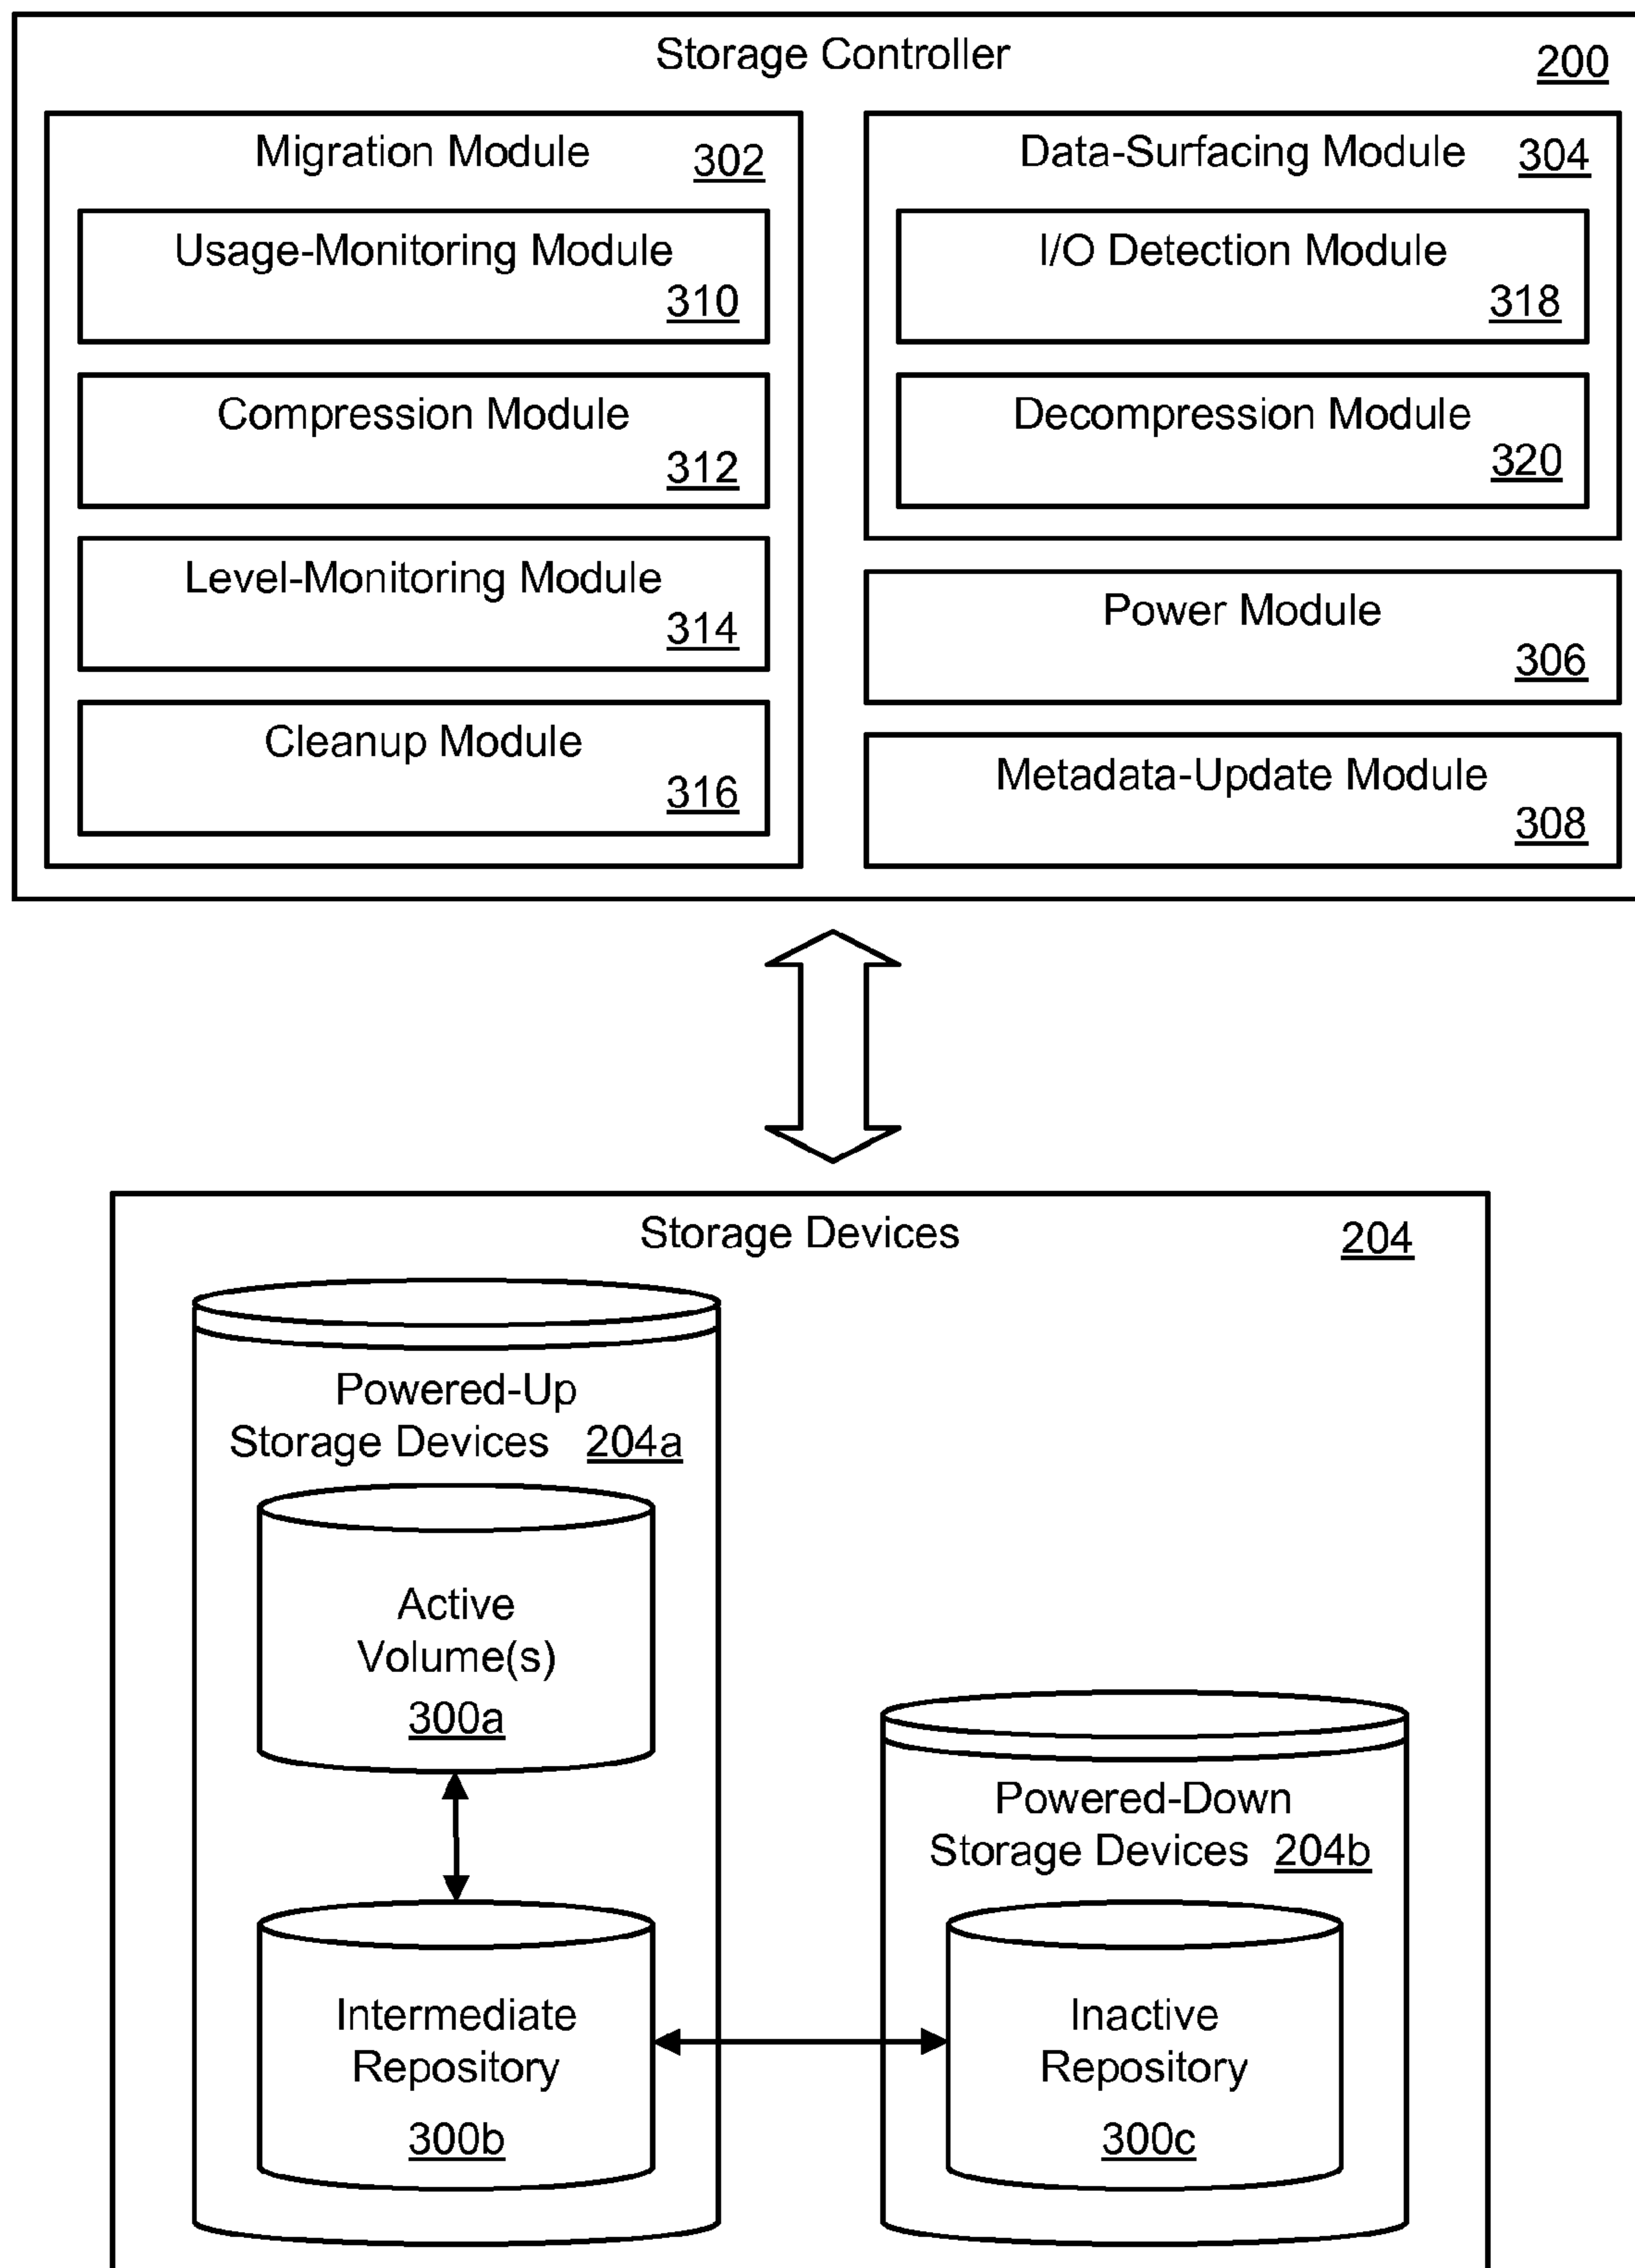 Storage Controller 200
Migration Module 302
Usage-Monitoring Module
310
Compression Module
312
Level-Monitoring Module
314
Cleanup Module
316
Data-Surfacing Module 304
I/O Detection Module
318
Decompression Module
320
Power Module
306
Metadata-Update Module
308
Storage Devices 204
Powered-Up
Storage Devices 204a
Active
Volume(s)
300a
Intermediate
Repository
300b
Powered-Down
Storage Devices 204b
Inactive
Repository
300c